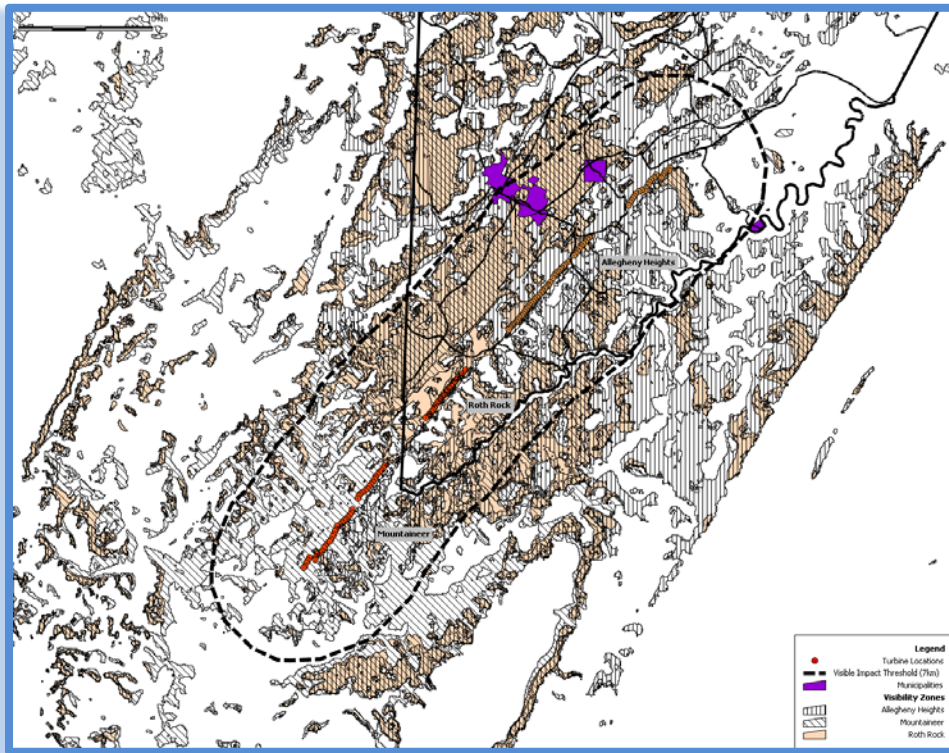 Allegheny Heights
Roth Rock
Mountaineer
Legend
Turbine Locations
Visible Impact Threshold (7km)
Municipalities
Visibility Zones
Allegheny Heights
Mountaineer
Roth Rock